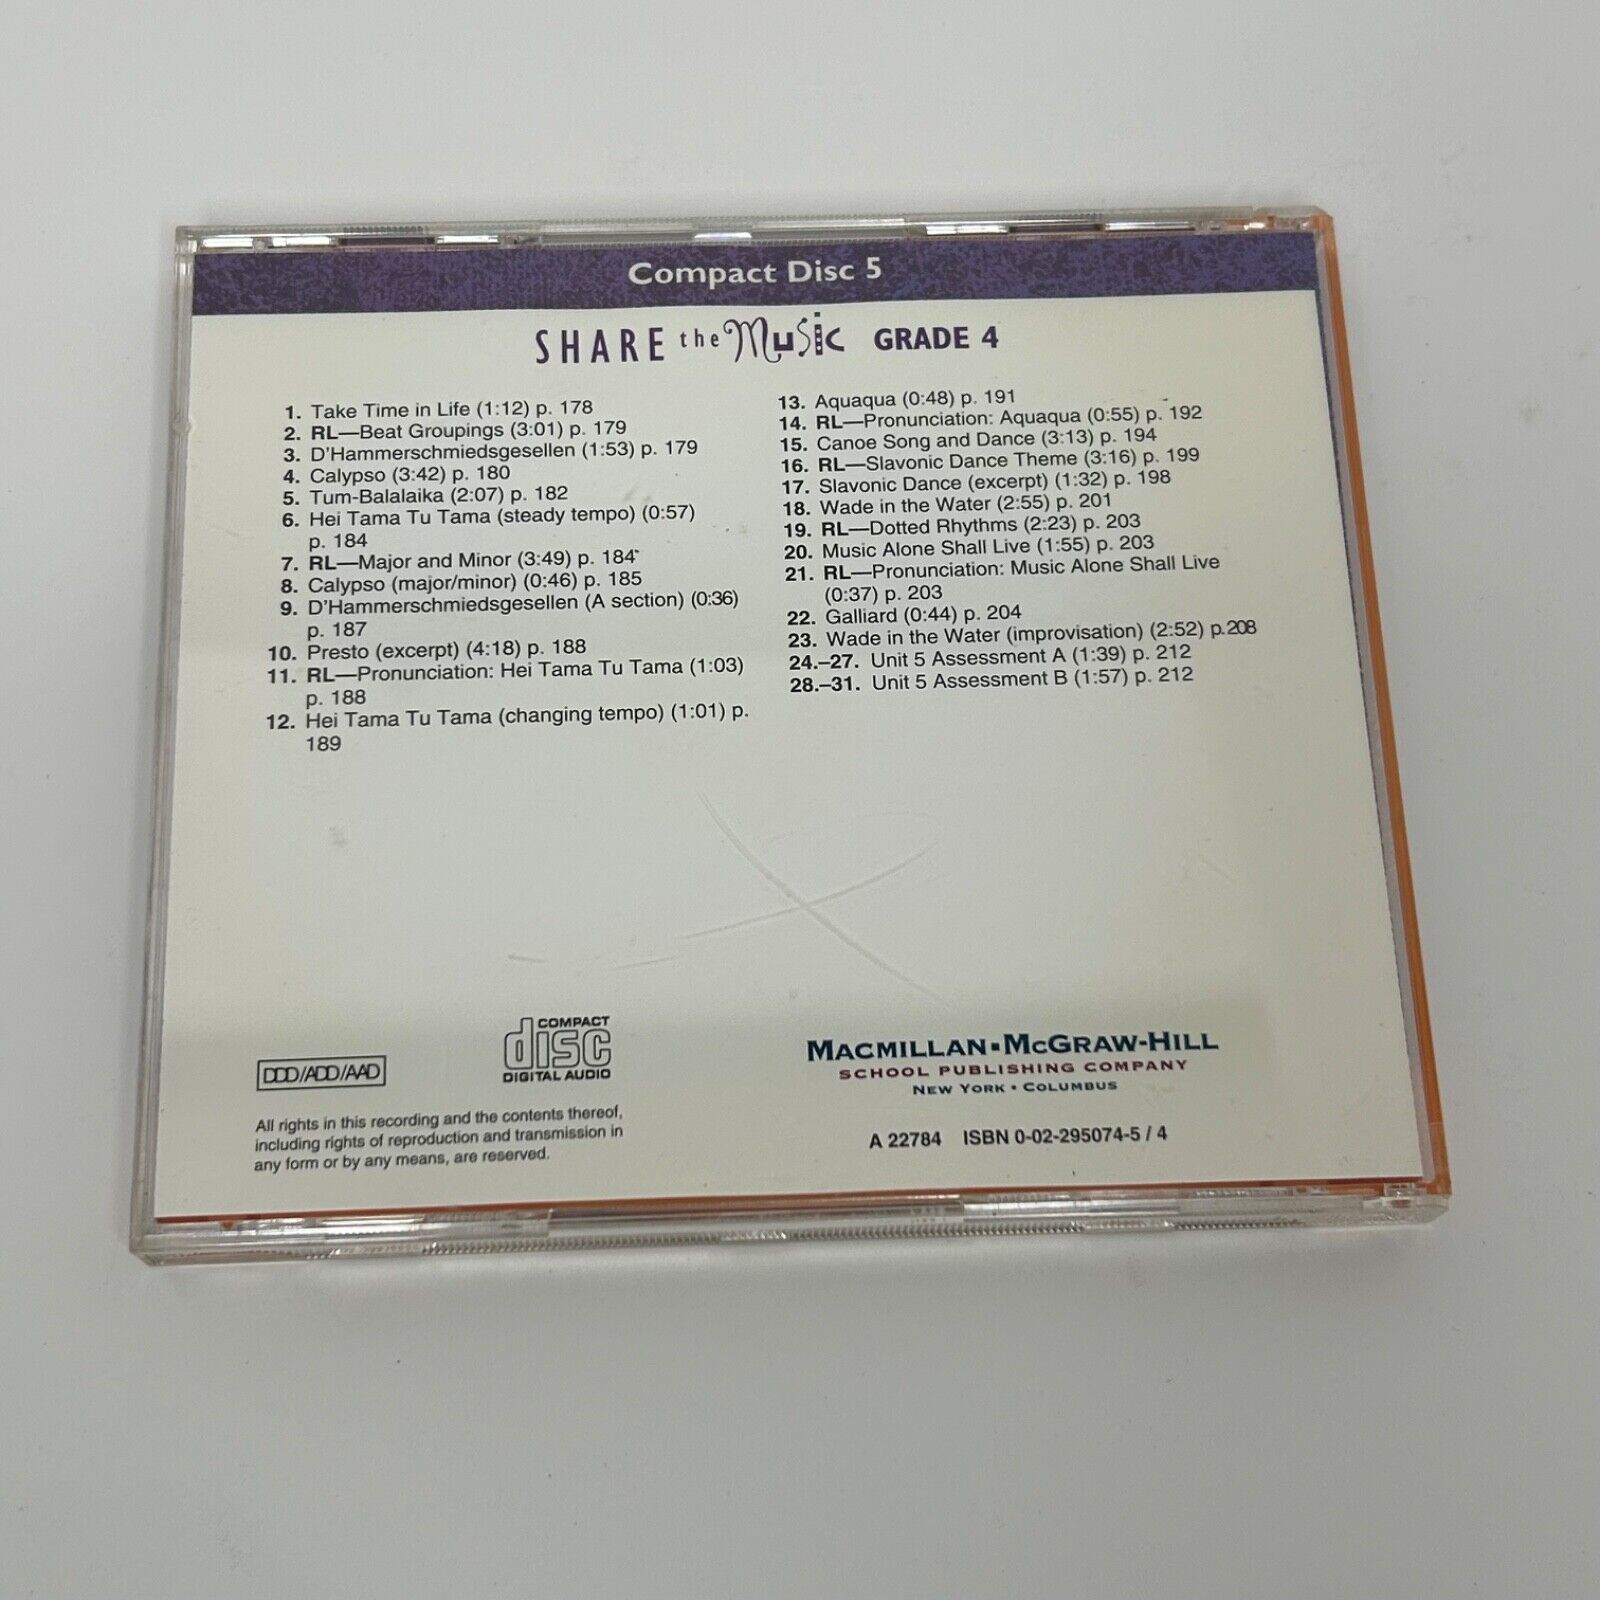 Compact Disc 5
SHARE the MUSIC GRADE 4
1. Take Time in Life (1:12) p. 178
2. RL—Beat Groupings (3:01) p. 179
3. D'Hammerschmiedsgesellen (1:53) p. 179
4. Calypso (3:42) p. 180
5. Tum-Balalaika (2:07) p. 182
6. Hei Tama Tu Tama (steady tempo) (0:57)
p. 184
7. RL—Major and Minor (3:49) p. 184
8. Calypso (major/minor) (0:46) p. 185
9. D'Hammerschmiedsgesellen (A section) (0:36)
p. 187
10. Presto (excerpt) (4:18) p. 188
11. RL—Pronunciation: Hei Tama Tu Tama (1:03)
p. 188
12. Hei Tama Tu Tama (changing tempo) (1:01) p.
189
13. Aquaqua (0:48) p. 191
14. RL—Pronunciation: Aquaqua (0:55) p. 192
15. Canoe Song and Dance (3:13) p. 194
16. RL—Slavonic Dance Theme (3:16) p. 199
17. Slavonic Dance (excerpt) (1:32) p. 198
18. Wade in the Water (2:55) p. 201
19. RL—Dotted Rhythms (2:23) p. 203
20. Music Alone Shall Live (1:55) p. 203
21. RL—Pronunciation: Music Alone Shall Live
(0:37) p. 203
22. Galliard (0:44) p. 204
23. Wade in the Water (improvisation) (2:52) p.208
24.–27. Unit 5 Assessment A (1:39) p. 212
28.–31. Unit 5 Assessment B (1:57) p. 212
DDD/ADD/AAD
COMPACT
disc
DIGITAL AUDIO
All rights in this recording and the contents thereof,
including rights of reproduction and transmission in
any form or by any means, are reserved.
MACMILLAN▪MCGRAW-HILL
SCHOOL PUBLISHING COMPANY
NEW YORK • COLUMBUS
A 22784 ISBN 0-02-295074-5 / 4